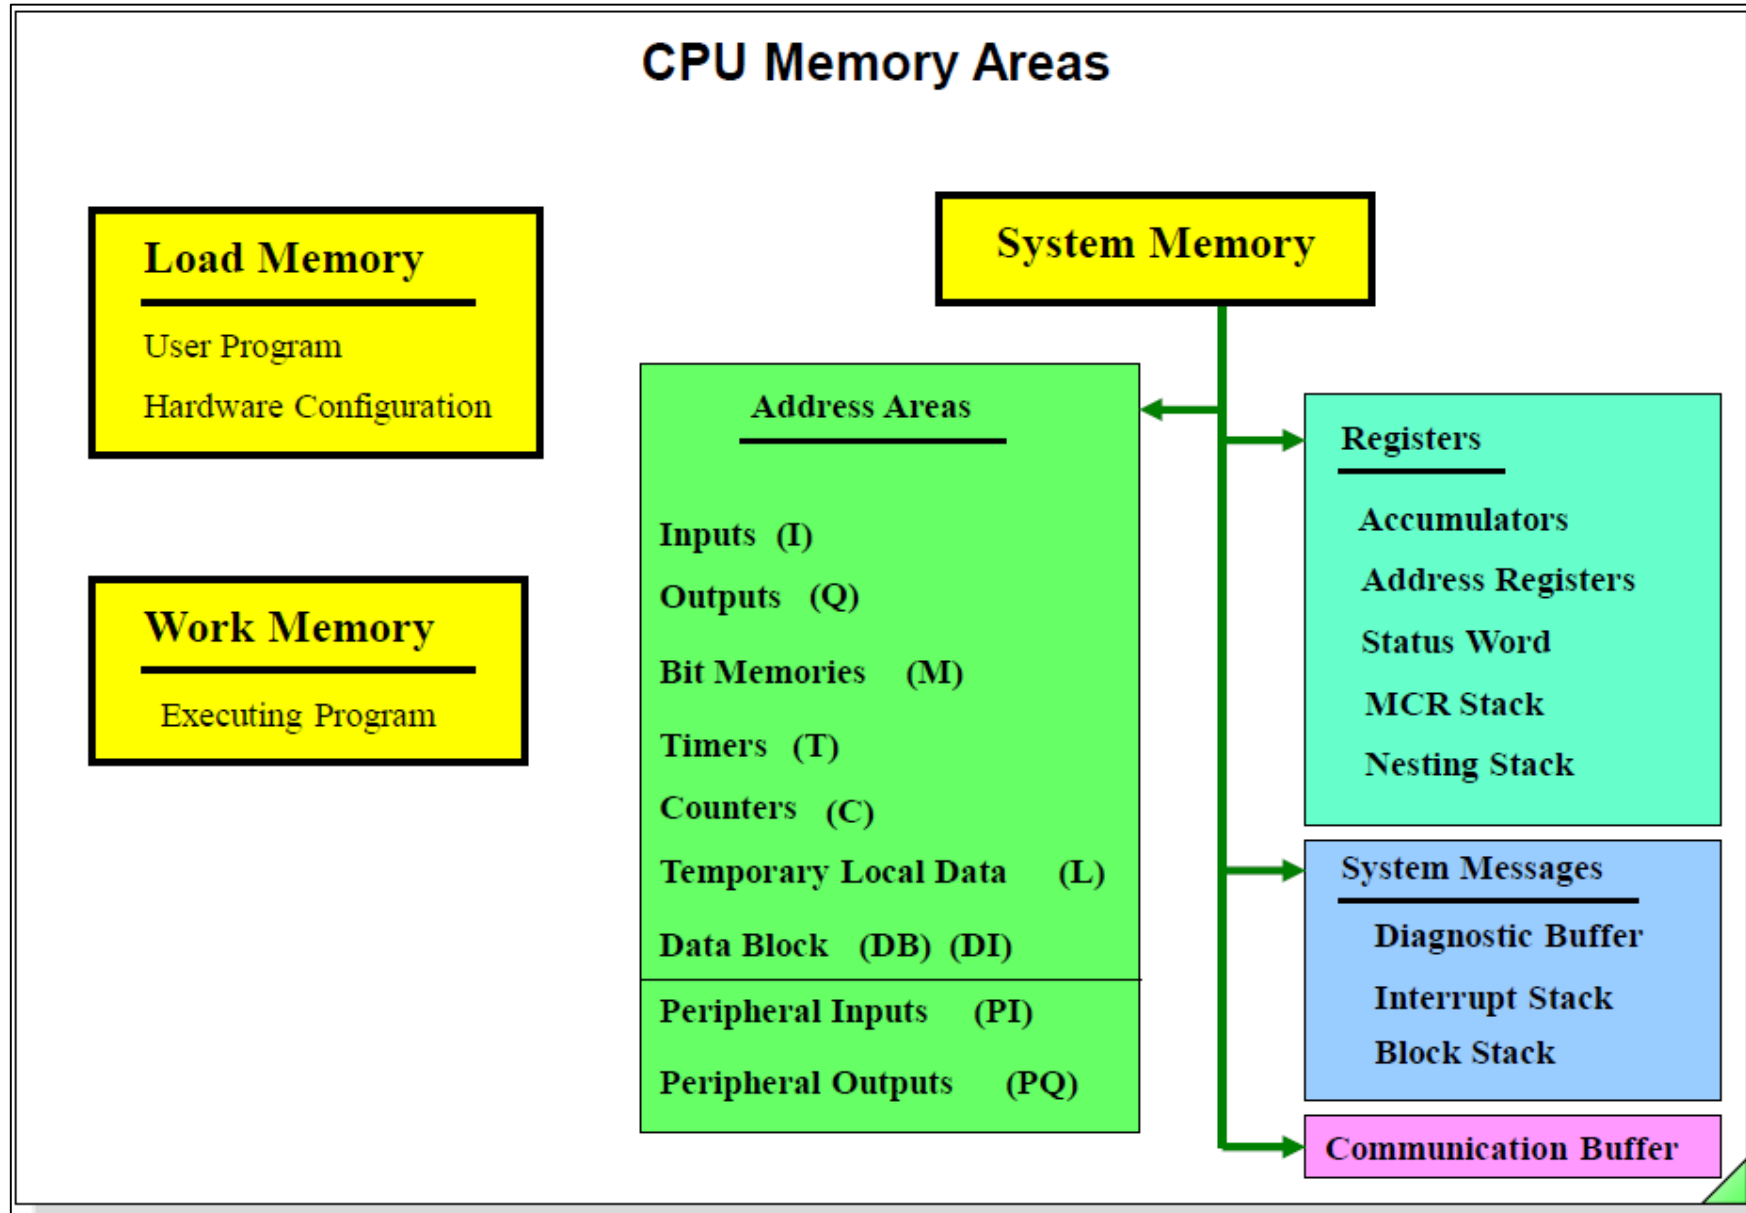 CPU Memory Areas
Load Memory
User Program
Hardware Configuration
Work Memory
Executing Program
System Memory
Address Areas
Inputs (I)
Outputs (Q)
Bit Memories (M)
Timers (T)
Counters (C)
Temporary Local Data (L)
Data Block (DB) (DI)
Peripheral Inputs (PI)
Peripheral Outputs (PQ)
Registers
Accumulators
Address Registers
Status Word
MCR Stack
Nesting Stack
System Messages
Diagnostic Buffer
Interrupt Stack
Block Stack
Communication Buffer